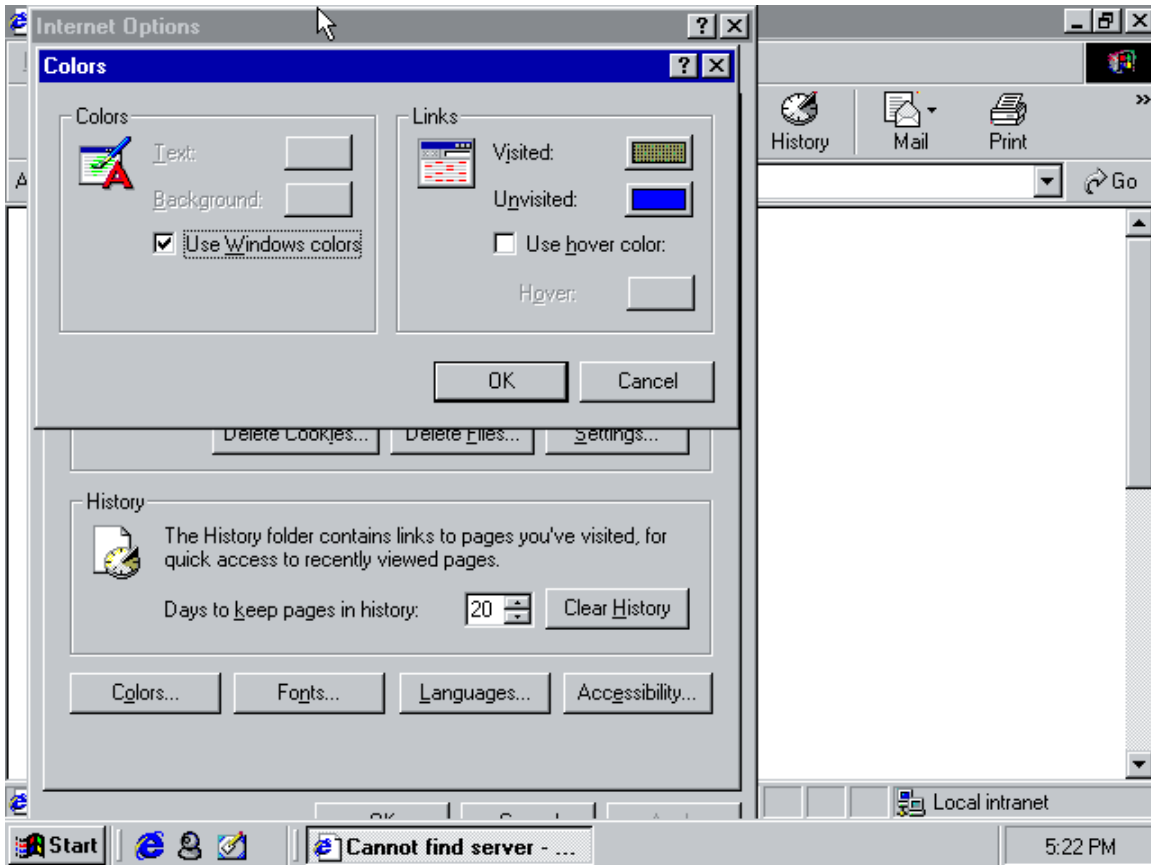 Internet Options
Colors
Colors
Text:
Background:
Use Windows colors
Links
Visited:
Unvisited:
Use hover color:
Hover:
OK
Cancel
History
Mail
Print
»
Go
Delete Cookies...
Delete Files...
Settings...
History
The History folder contains links to pages you've visited, for
quick access to recently viewed pages.
Days to keep pages in history:
20
Clear History
Colors...
Fonts...
Languages...
Accessibility...
Local intranet
Start
Cannot find server - ...
5:22 PM